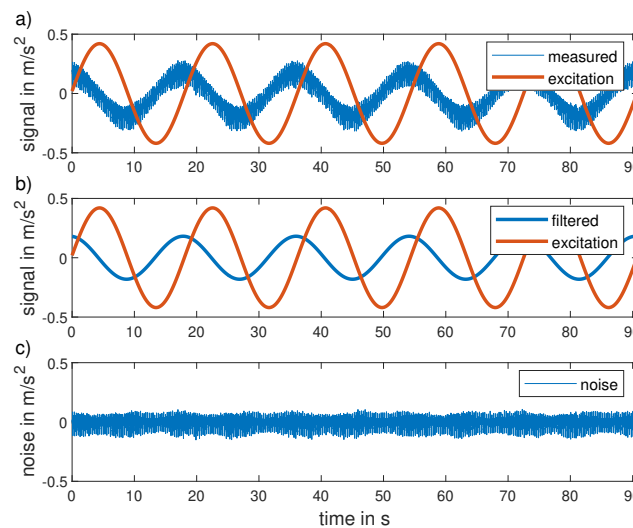 a)
signal in m/s²
0.5
0
-0.5
measured
excitation
0 10 20 30 40 50 60 70 80 90
b)
signal in m/s²
0.5
0
-0.5
filtered
excitation
0 10 20 30 40 50 60 70 80 90
c)
noise in m/s²
0.5
0
-0.5
noise
0 10 20 30 40 50 60 70 80 90
time in s